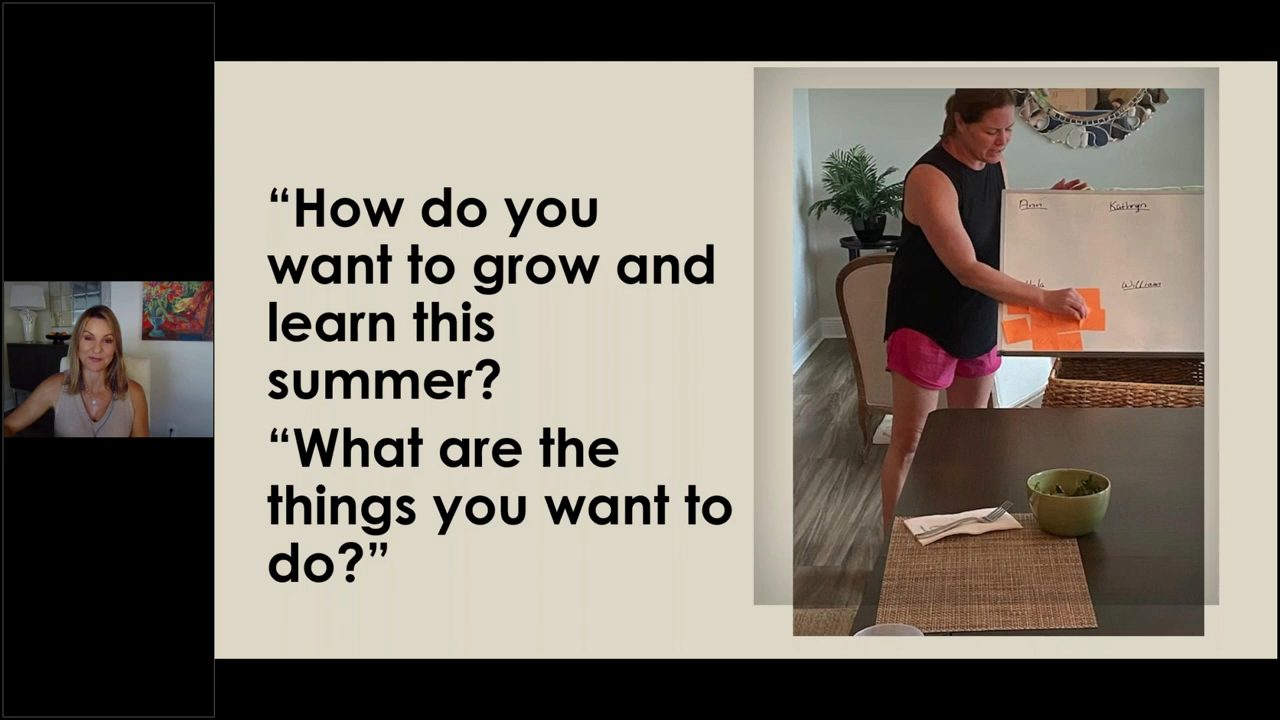 “How do you
want to grow and
learn this
summer?
“What are the
things you want to
do?”
Ann
Kathryn
William